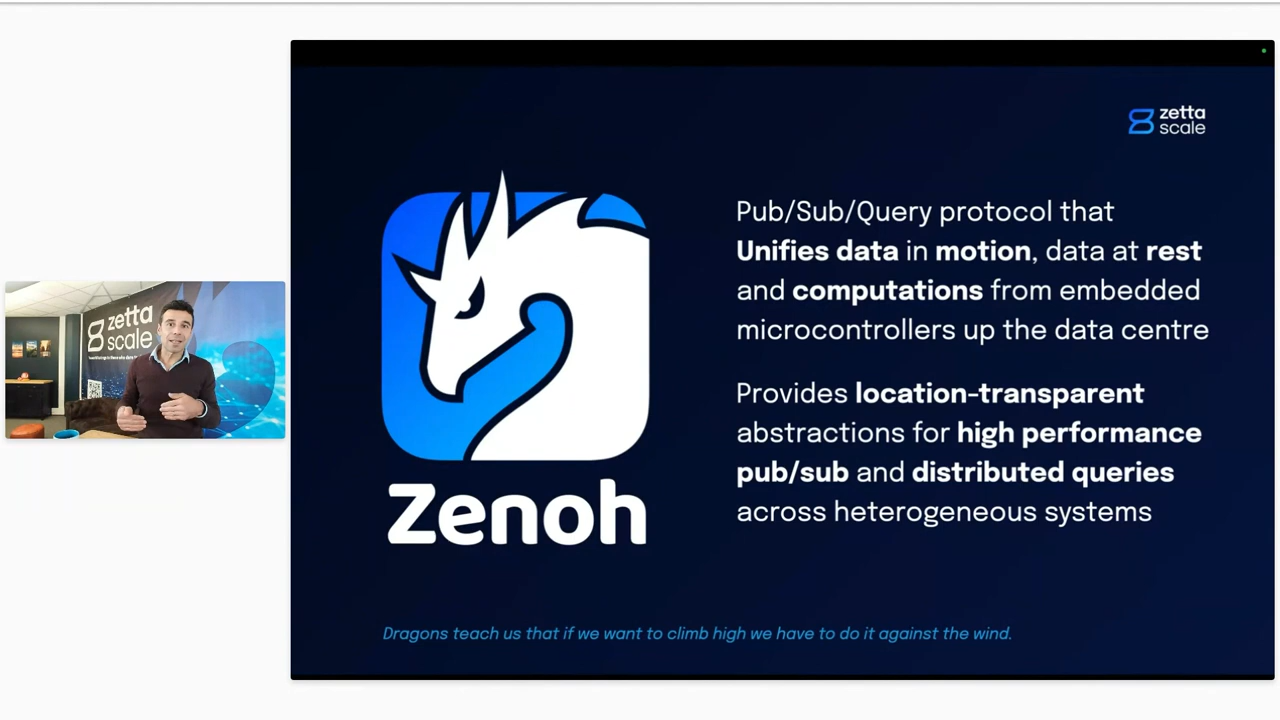 zetta
scale
zetta
scale
Zenoh
Pub/Sub/Query protocol that
Unifies data in motion, data at rest
and computations from embedded
microcontrollers up the data centre
Provides location-transparent
abstractions for high performance
pub/sub and distributed queries
across heterogeneous systems
Dragons teach us that if we want to climb high we have to do it against the wind.